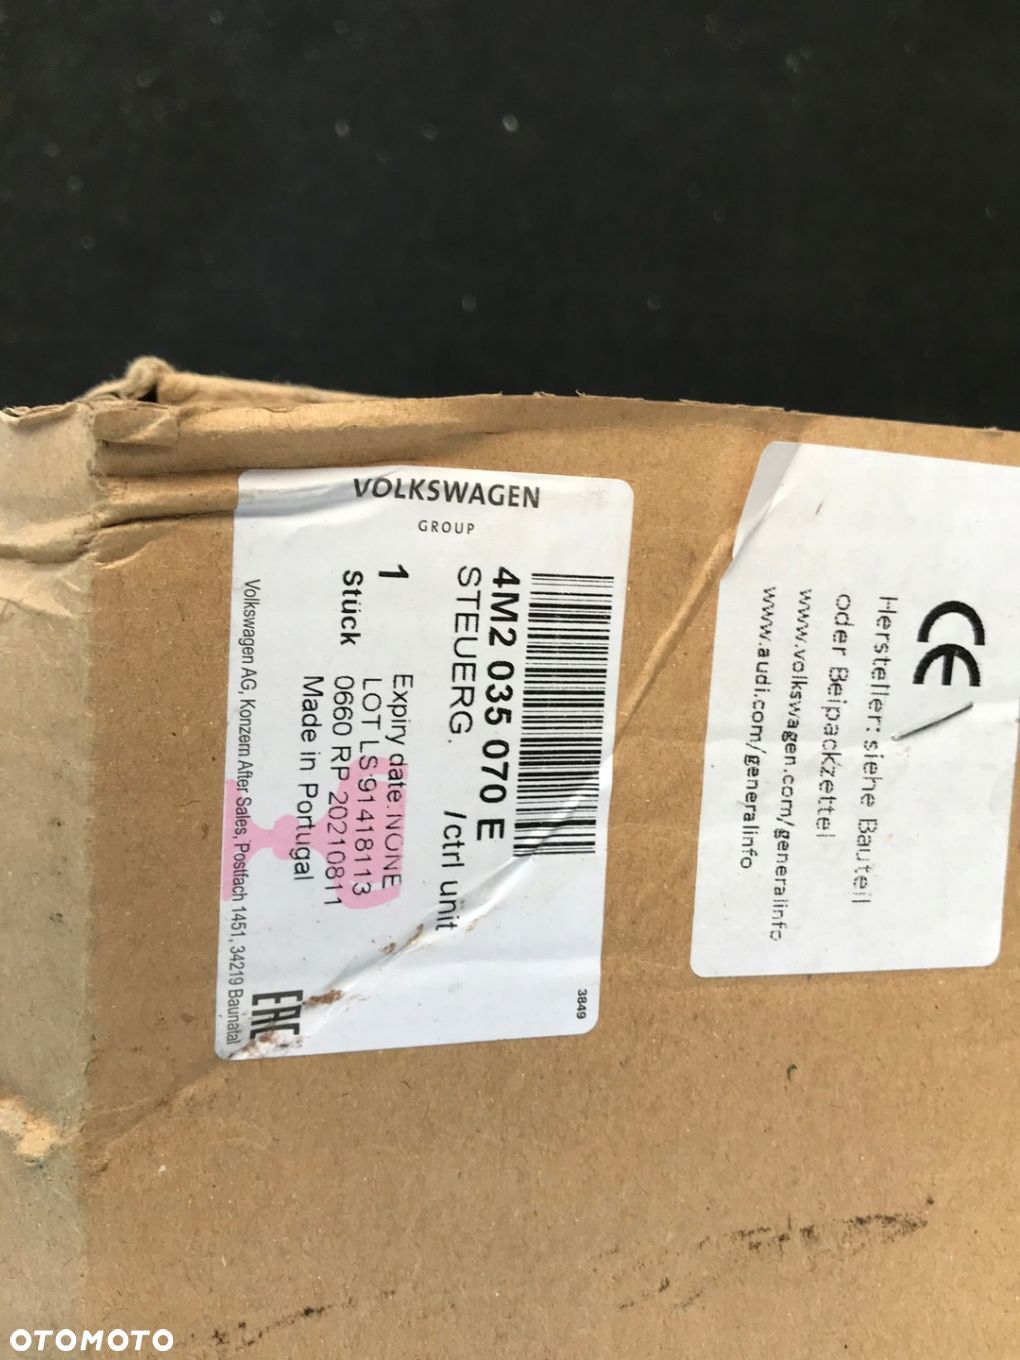 VOLKSWAGEN
GROUP
4M2 035 070 E
STEUERG. /ctrl unit
1 Expiry date:NONE
LOT LS:91418113
Stück 0660 RP 20210811
Made in Portugal
Volkswagen AG, Konzern After Sales, Postfach 1451, 34219 Baunatal
EAC
3849
CE
Hersteller: siehe Bauteil
oder Beipackzettel
www.volkswagen.com/generalinfo
www.audi.com/generalinfo
OTOMOTO